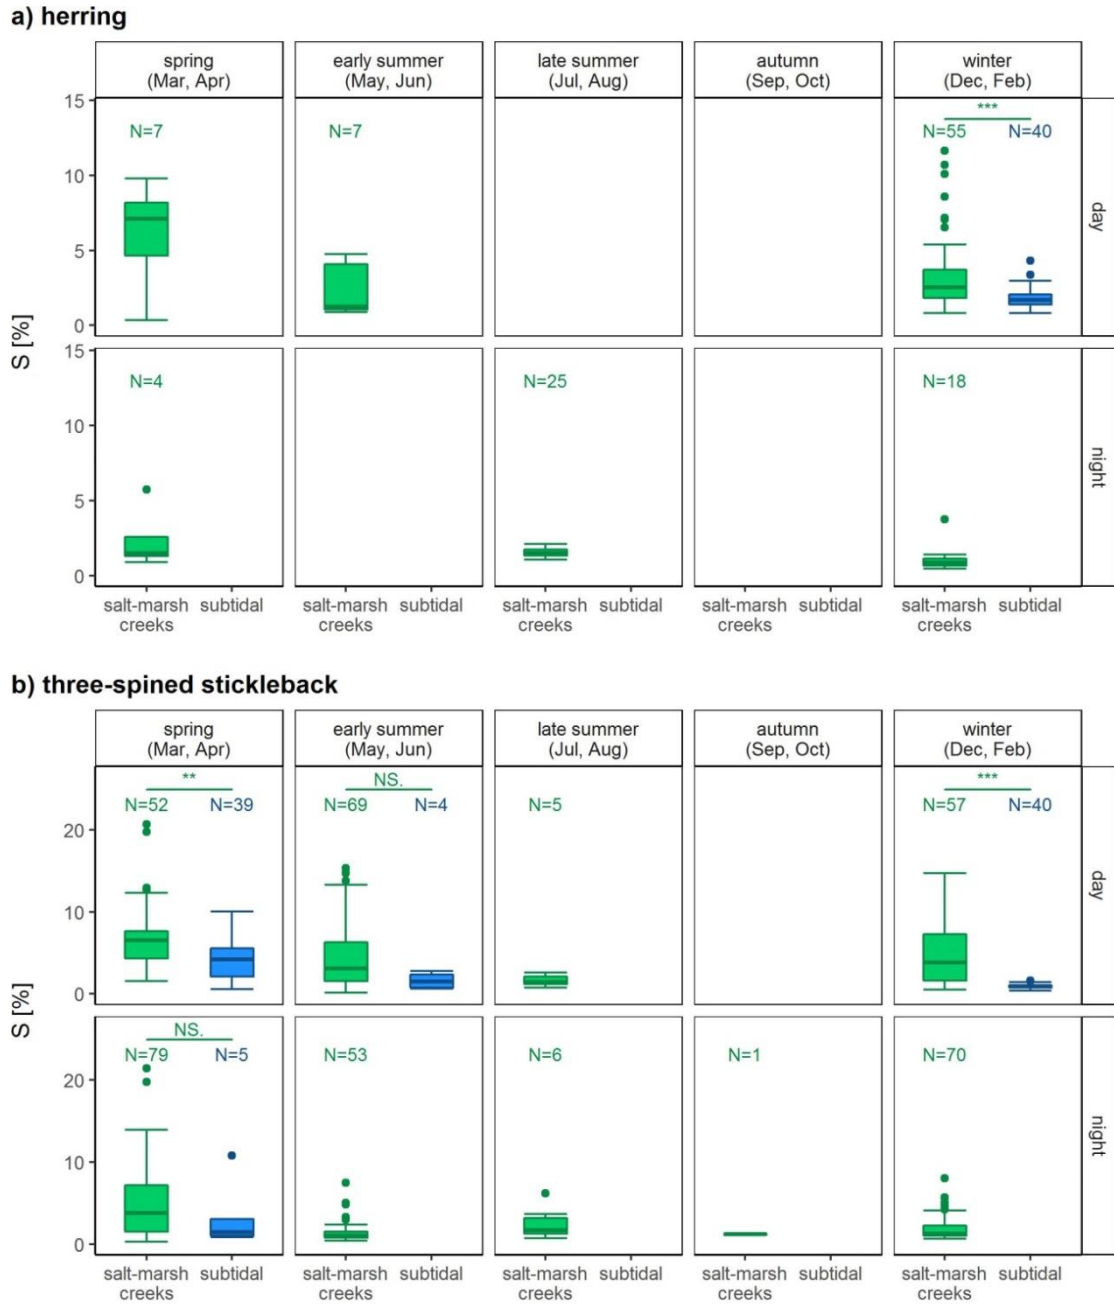 a) herring
spring
(Mar, Apr)
early summer
(May, Jun)
late summer
(Jul, Aug)
autumn
(Sep, Oct)
winter
(Dec, Feb)
15
10
5
0
N=7
N=7
***
N=55
N=40
day
S [%]
15
10
5
0
N=4
N=25
N=18
night
salt-marsh
creeks
subtidal
salt-marsh
creeks
subtidal
salt-marsh
creeks
subtidal
salt-marsh
creeks
subtidal
salt-marsh
creeks
subtidal
b) three-spined stickleback
spring
(Mar, Apr)
early summer
(May, Jun)
late summer
(Jul, Aug)
autumn
(Sep, Oct)
winter
(Dec, Feb)
20
10
0
**
N=52
N=39
NS.
N=69
N=4
N=5
***
N=57
N=40
day
S [%]
20
10
0
NS.
N=79
N=5
N=53
N=6
N=1
N=70
night
salt-marsh
creeks
subtidal
salt-marsh
creeks
subtidal
salt-marsh
creeks
subtidal
salt-marsh
creeks
subtidal
salt-marsh
creeks
subtidal